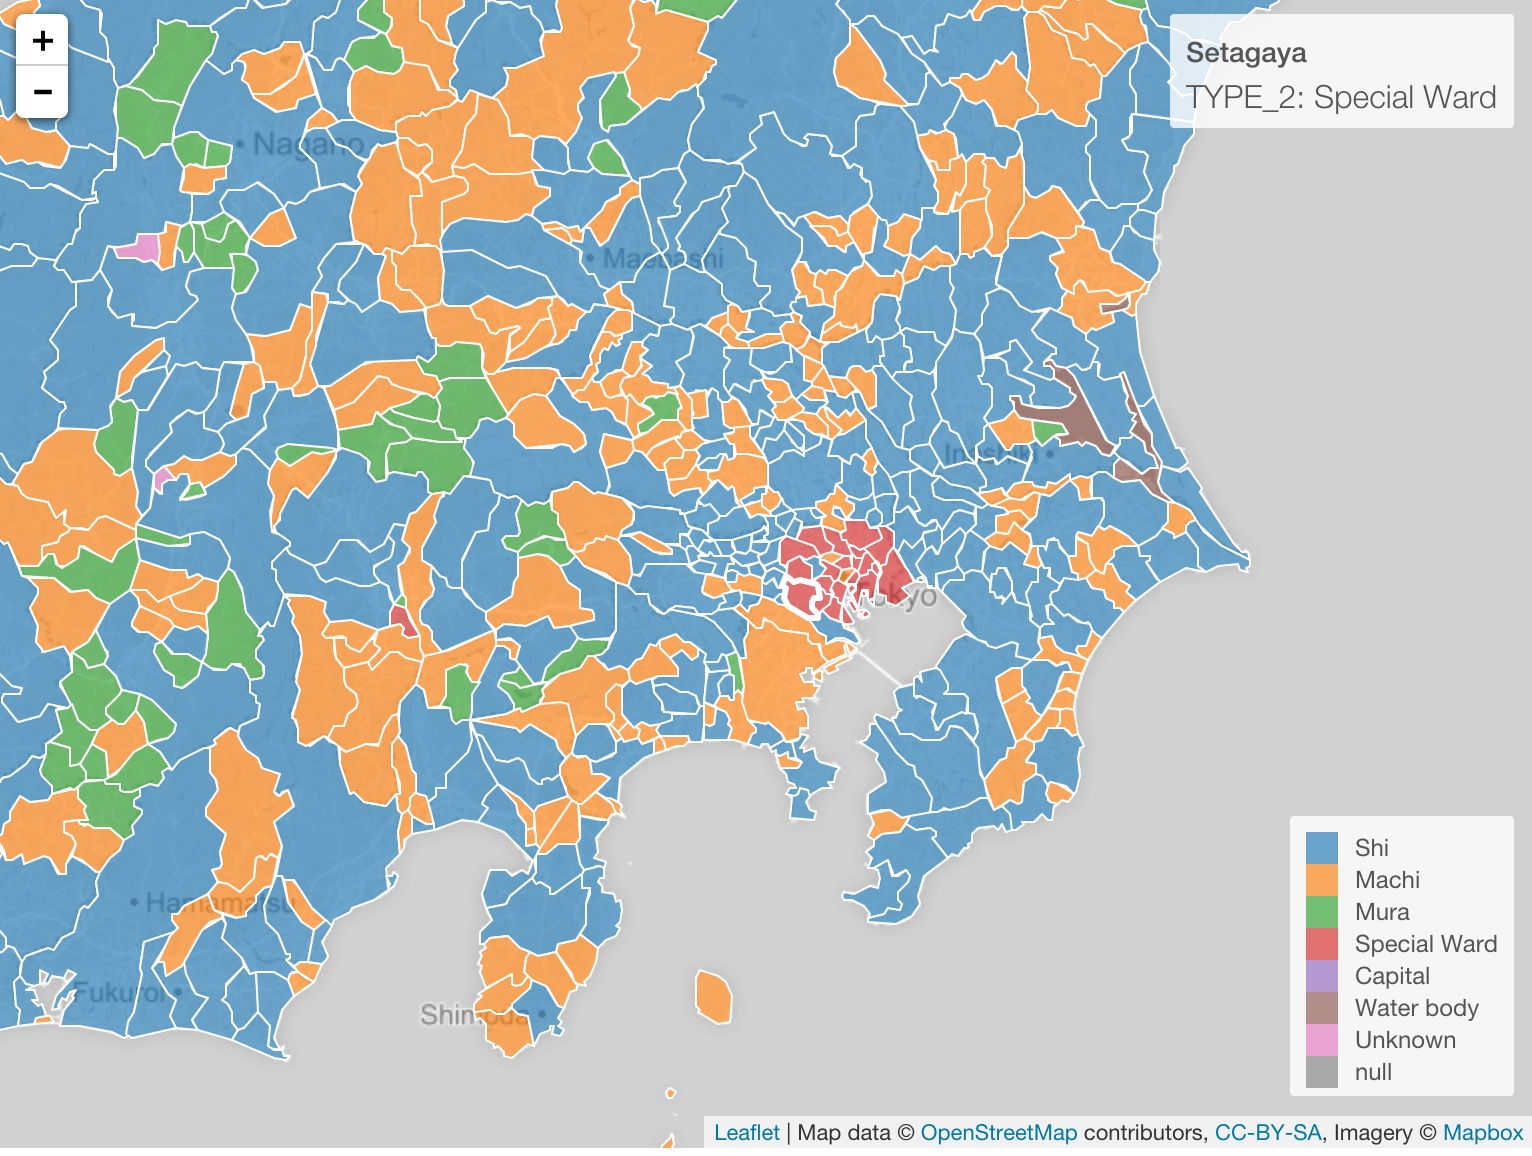 +
Setagaya
TYPE_2: Special Ward
−
Nagano
Maebashi
Inashiki
Tokyo
Shi
Machi
Mura
Special Ward
Hamamatsu
Capital
Fukuroi
Water body
Shimoda
Unknown
null
Leaflet | Map data © OpenStreetMap contributors, CC-BY-SA, Imagery © Mapbox